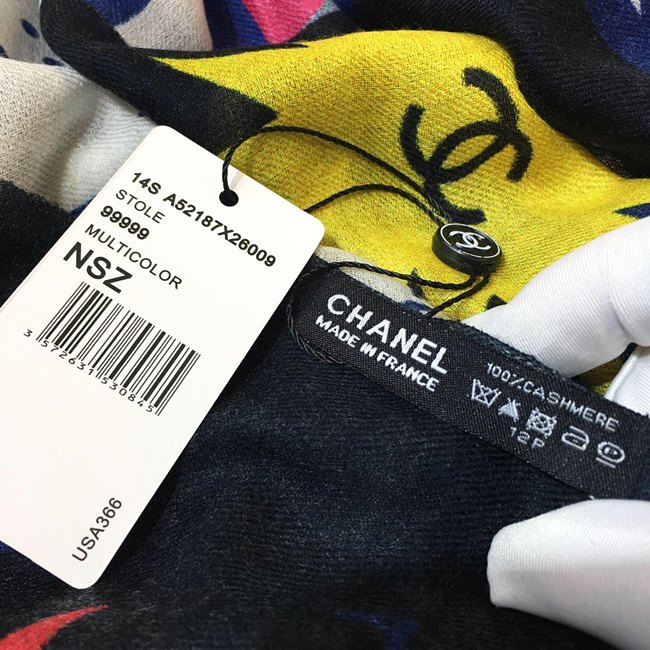 14S A52187X26009
STOLE
99999
MULTICOLOR
NSZ
3 572631 530845
USA366
CHANEL
MADE IN FRANCE
100% CASHMERE
12P